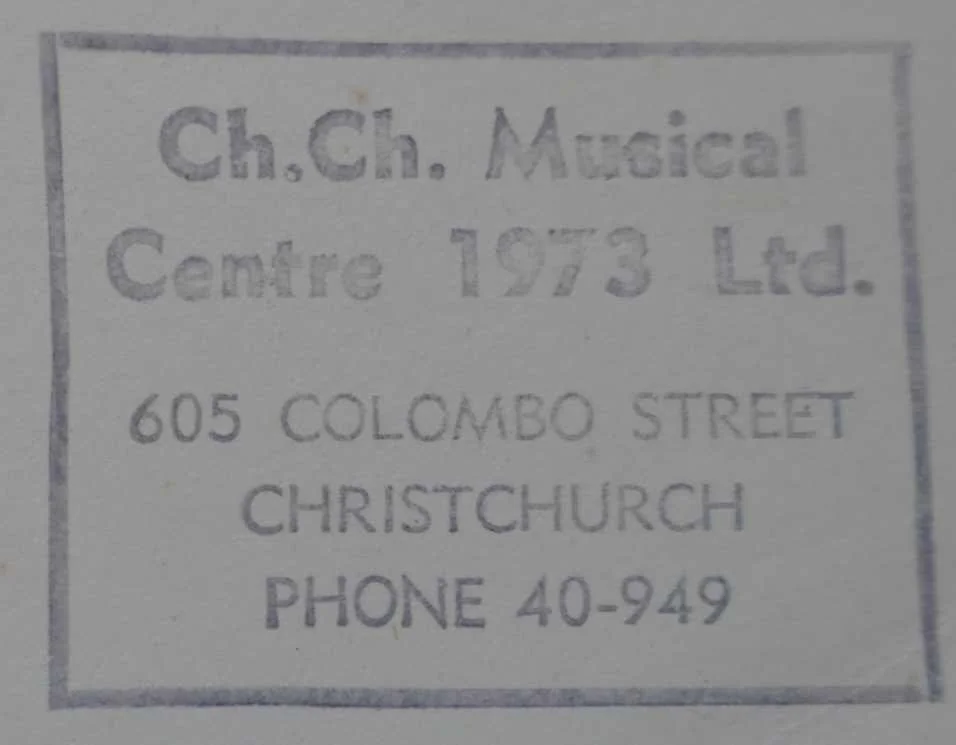 Ch.Ch. Musical
Centre 1973 Ltd.
605 COLOMBO STREET
CHRISTCHURCH
PHONE 40-949